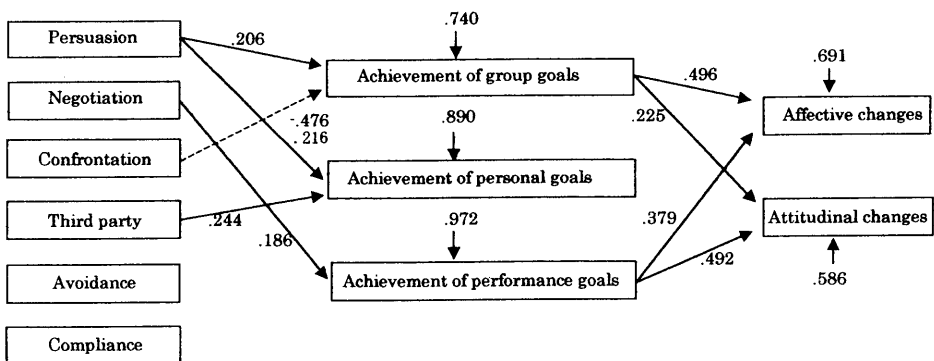 .740
Persuasion
.206
Achievement of group goals
.496
.691
Negotiation
-.476
.216
.890
.225
Affective changes
Confrontation
Achievement of personal goals
Third party
.244
.972
.379
Attitudinal changes
.186
.492
Avoidance
Achievement of performance goals
.586
Compliance